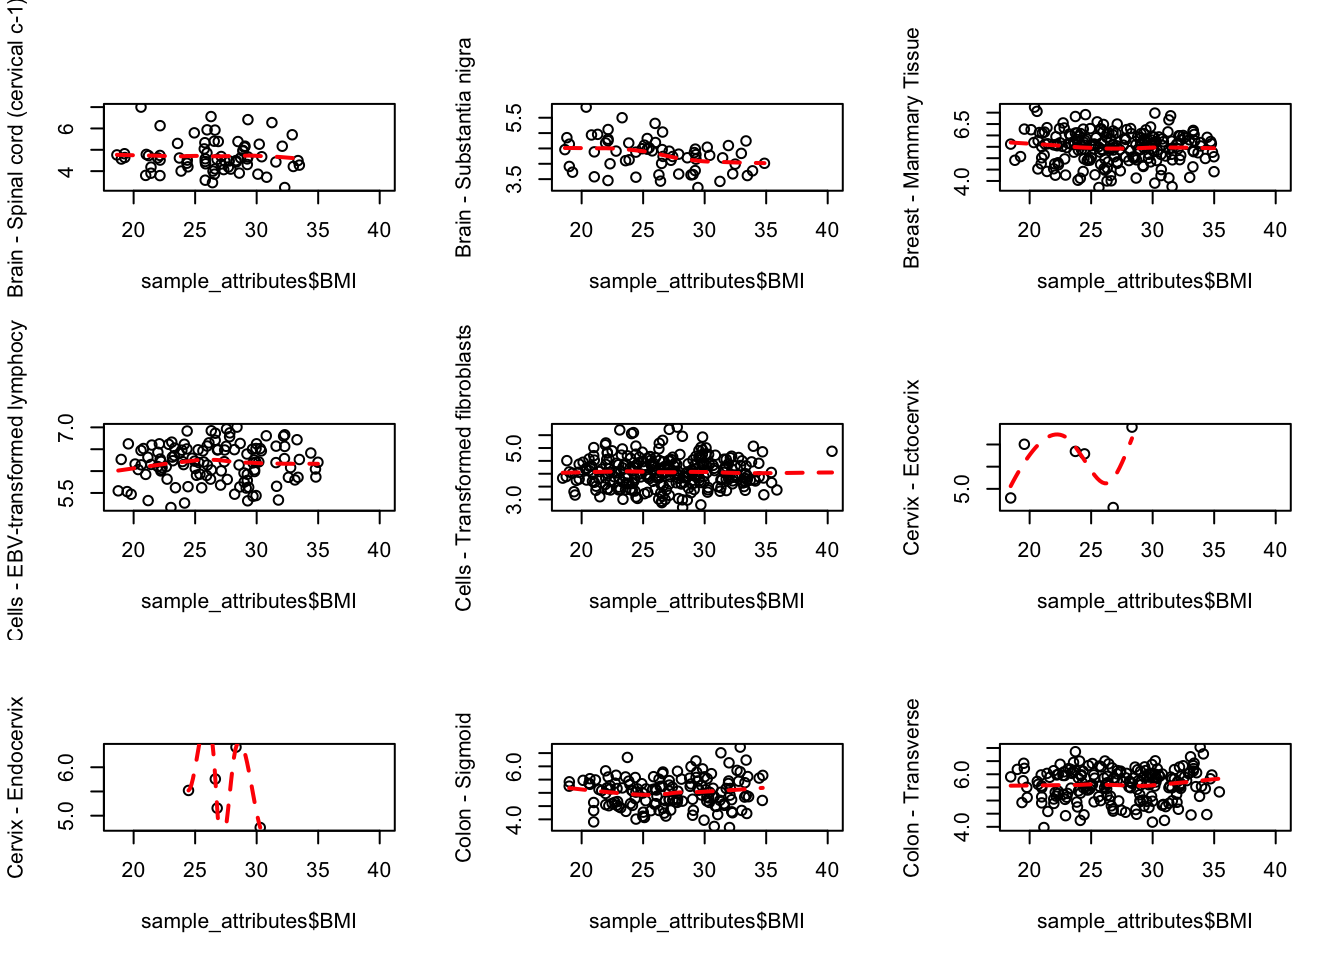 Brain - Spinal cord (cervical c-1)
4 6
20 25 30 35 40
sample_attributes$BMI
Brain - Substantia nigra
3.5 5.5
20 25 30 35 40
sample_attributes$BMI
Breast - Mammary Tissue
4.0 6.5
20 25 30 35 40
sample_attributes$BMI
Cells - EBV-transformed lymphocy
5.5 7.0
20 25 30 35 40
sample_attributes$BMI
Cells - Transformed fibroblasts
3.0 5.0
20 25 30 35 40
sample_attributes$BMI
Cervix - Ectocervix
5.0
20 25 30 35 40
sample_attributes$BMI
Cervix - Endocervix
5.0 6.0
20 25 30 35 40
sample_attributes$BMI
Colon - Sigmoid
4.0 6.0
20 25 30 35 40
sample_attributes$BMI
Colon - Transverse
4.0 6.0
20 25 30 35 40
sample_attributes$BMI